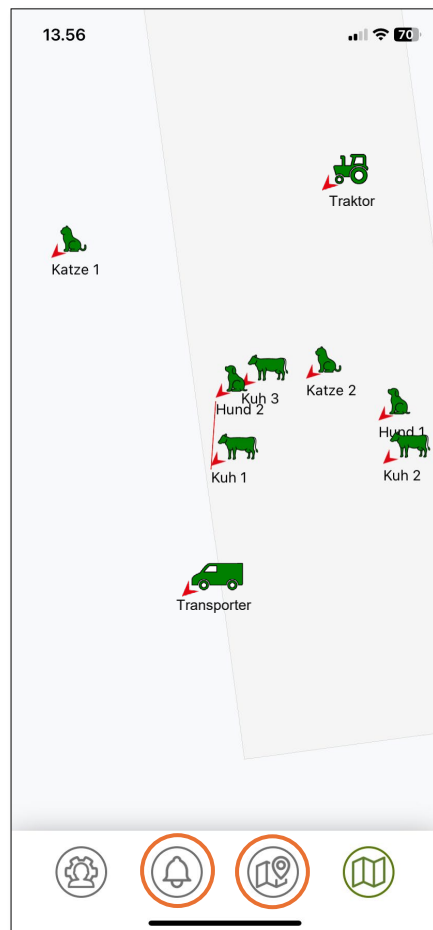 13.56
70
Traktor
Katze 1
Katze 2
Kuh 3
Hund 2
Hund 1
Kuh 1
Kuh 2
Transporter